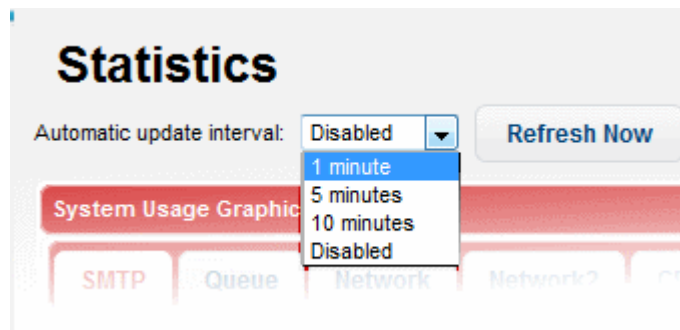 Statistics
Automatic update interval: Disabled Refresh Now
1 minute
5 minutes
10 minutes
Disabled
System Usage Graphic
SMTP Queue Network Network2